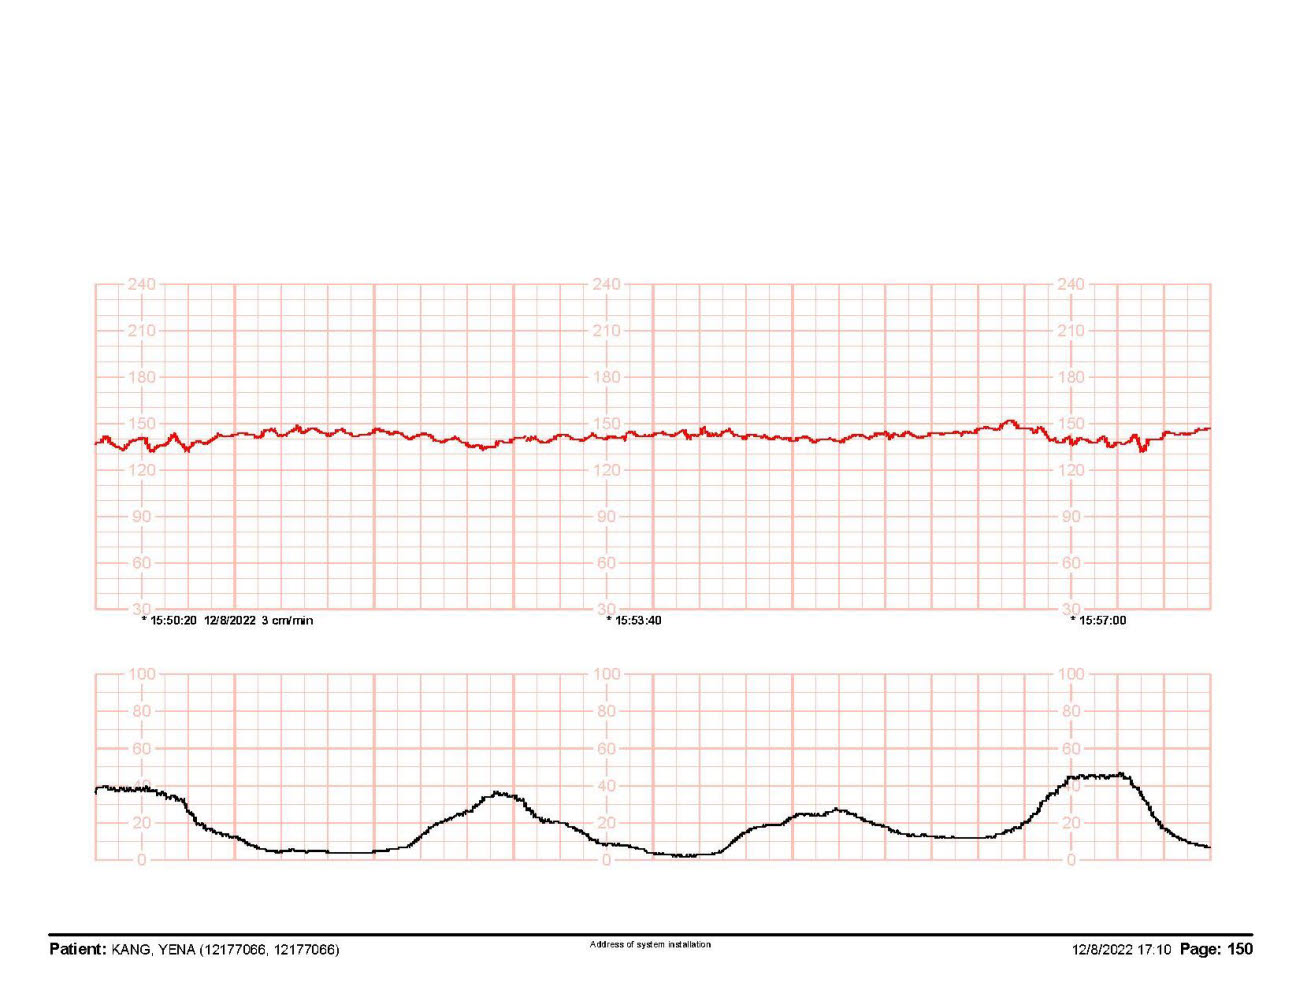 240 240 240
210 210 210
180 180 180
150 150 150
120 120 120
90 90 90
60 60 60
30 30 30
* 15:50:20 12/8/2022 3 cm/min * 15:53:40 * 15:57:00
100 100 100
80 80 80
60 60 60
40 40 40
20 20 20
0 0 0
Patient: KANG, YENA (12177066, 12177066) Address of system installation 12/8/2022 17:10 Page: 150